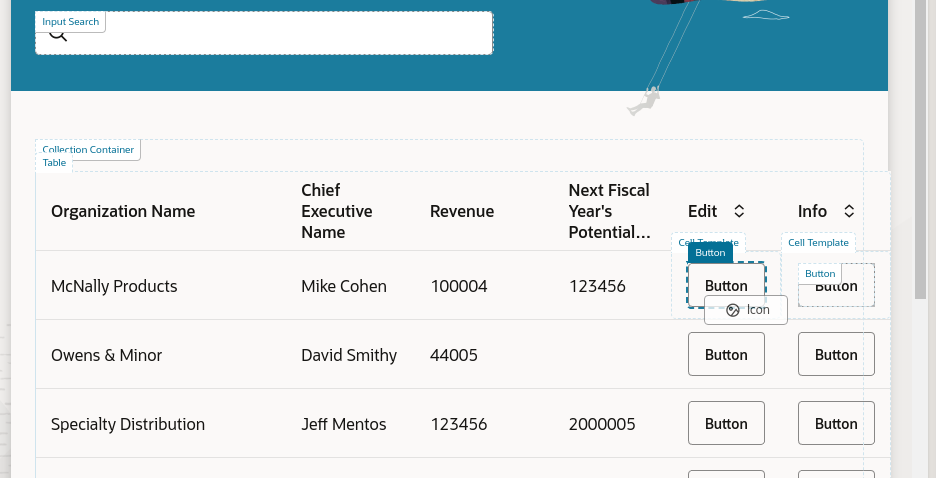 Input Search
Collection Container
Table
Organization Name
Chief
Executive
Name
Revenue
Next Fiscal
Year's
Potential...
Edit
Info
Cell Template
Cell Template
Button
Button
McNally Products
Mike Cohen
100004
123456
Button
Button
Icon
Owens & Minor
David Smithy
44005
Button
Button
Specialty Distribution
Jeff Mentos
123456
2000005
Button
Button